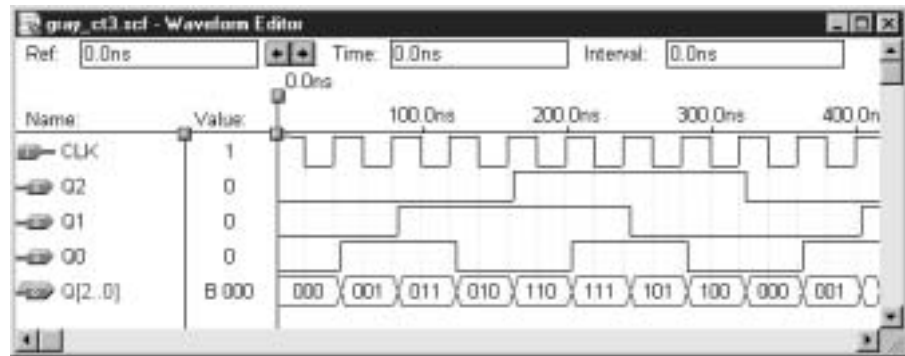 gray_ct3.scf - Waveform Editor
Ref: 0.0ns Time: 0.0ns Interval: 0.0ns
0.0ns
Name: Value: 100.0ns 200.0ns 300.0ns 400.0n
CLK 1
Q2 0
Q1 0
Q0 0
Q[2..0] B 000 000 001 011 010 110 111 101 100 000 001